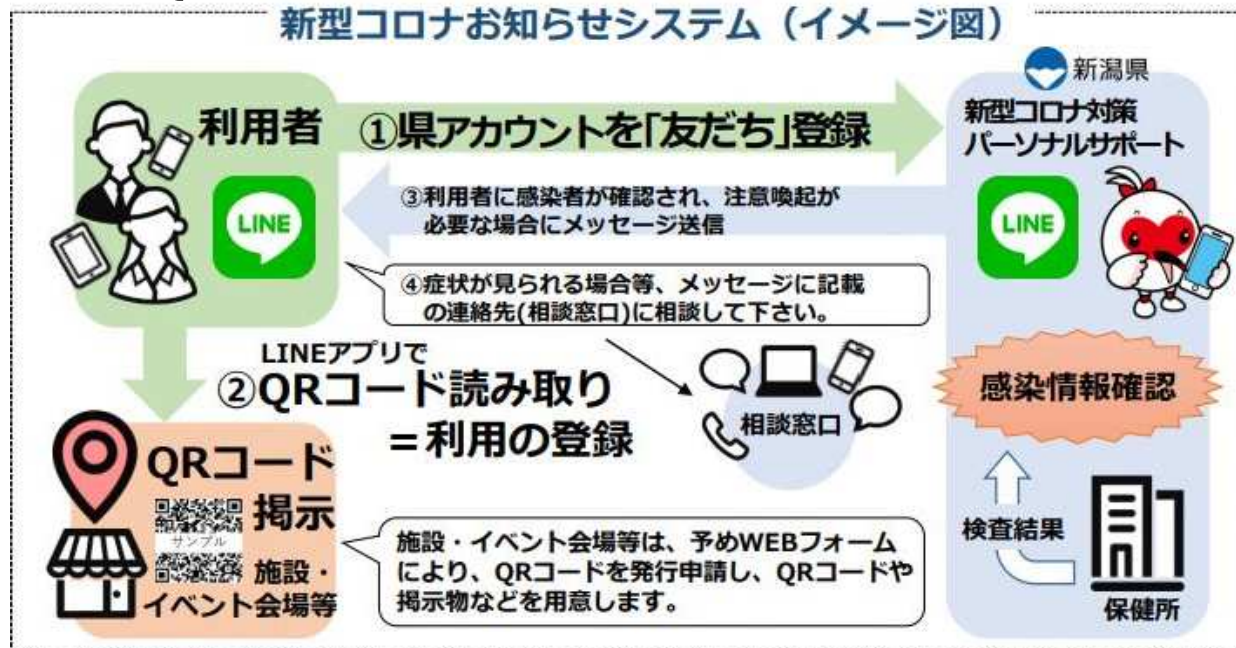 新型コロナお知らせシステム（イメージ図）
利用者
LINE
①県アカウントを「友だち」登録
新潟県
新型コロナ対策
パーソナルサポート
LINE
③利用者に感染者が確認され、注意喚起が
必要な場合にメッセージ送信
④症状が見られる場合等、メッセージに記載
の連絡先(相談窓口)に相談して下さい。
LINEアプリで
②QRコード読み取り
＝利用の登録
相談窓口
感染情報確認
検査結果
保健所
QRコード
掲示
サンプル
施設・
イベント会場等
施設・イベント会場等は、予めWEBフォーム
により、QRコードを発行申請し、QRコードや
掲示物などを用意します。